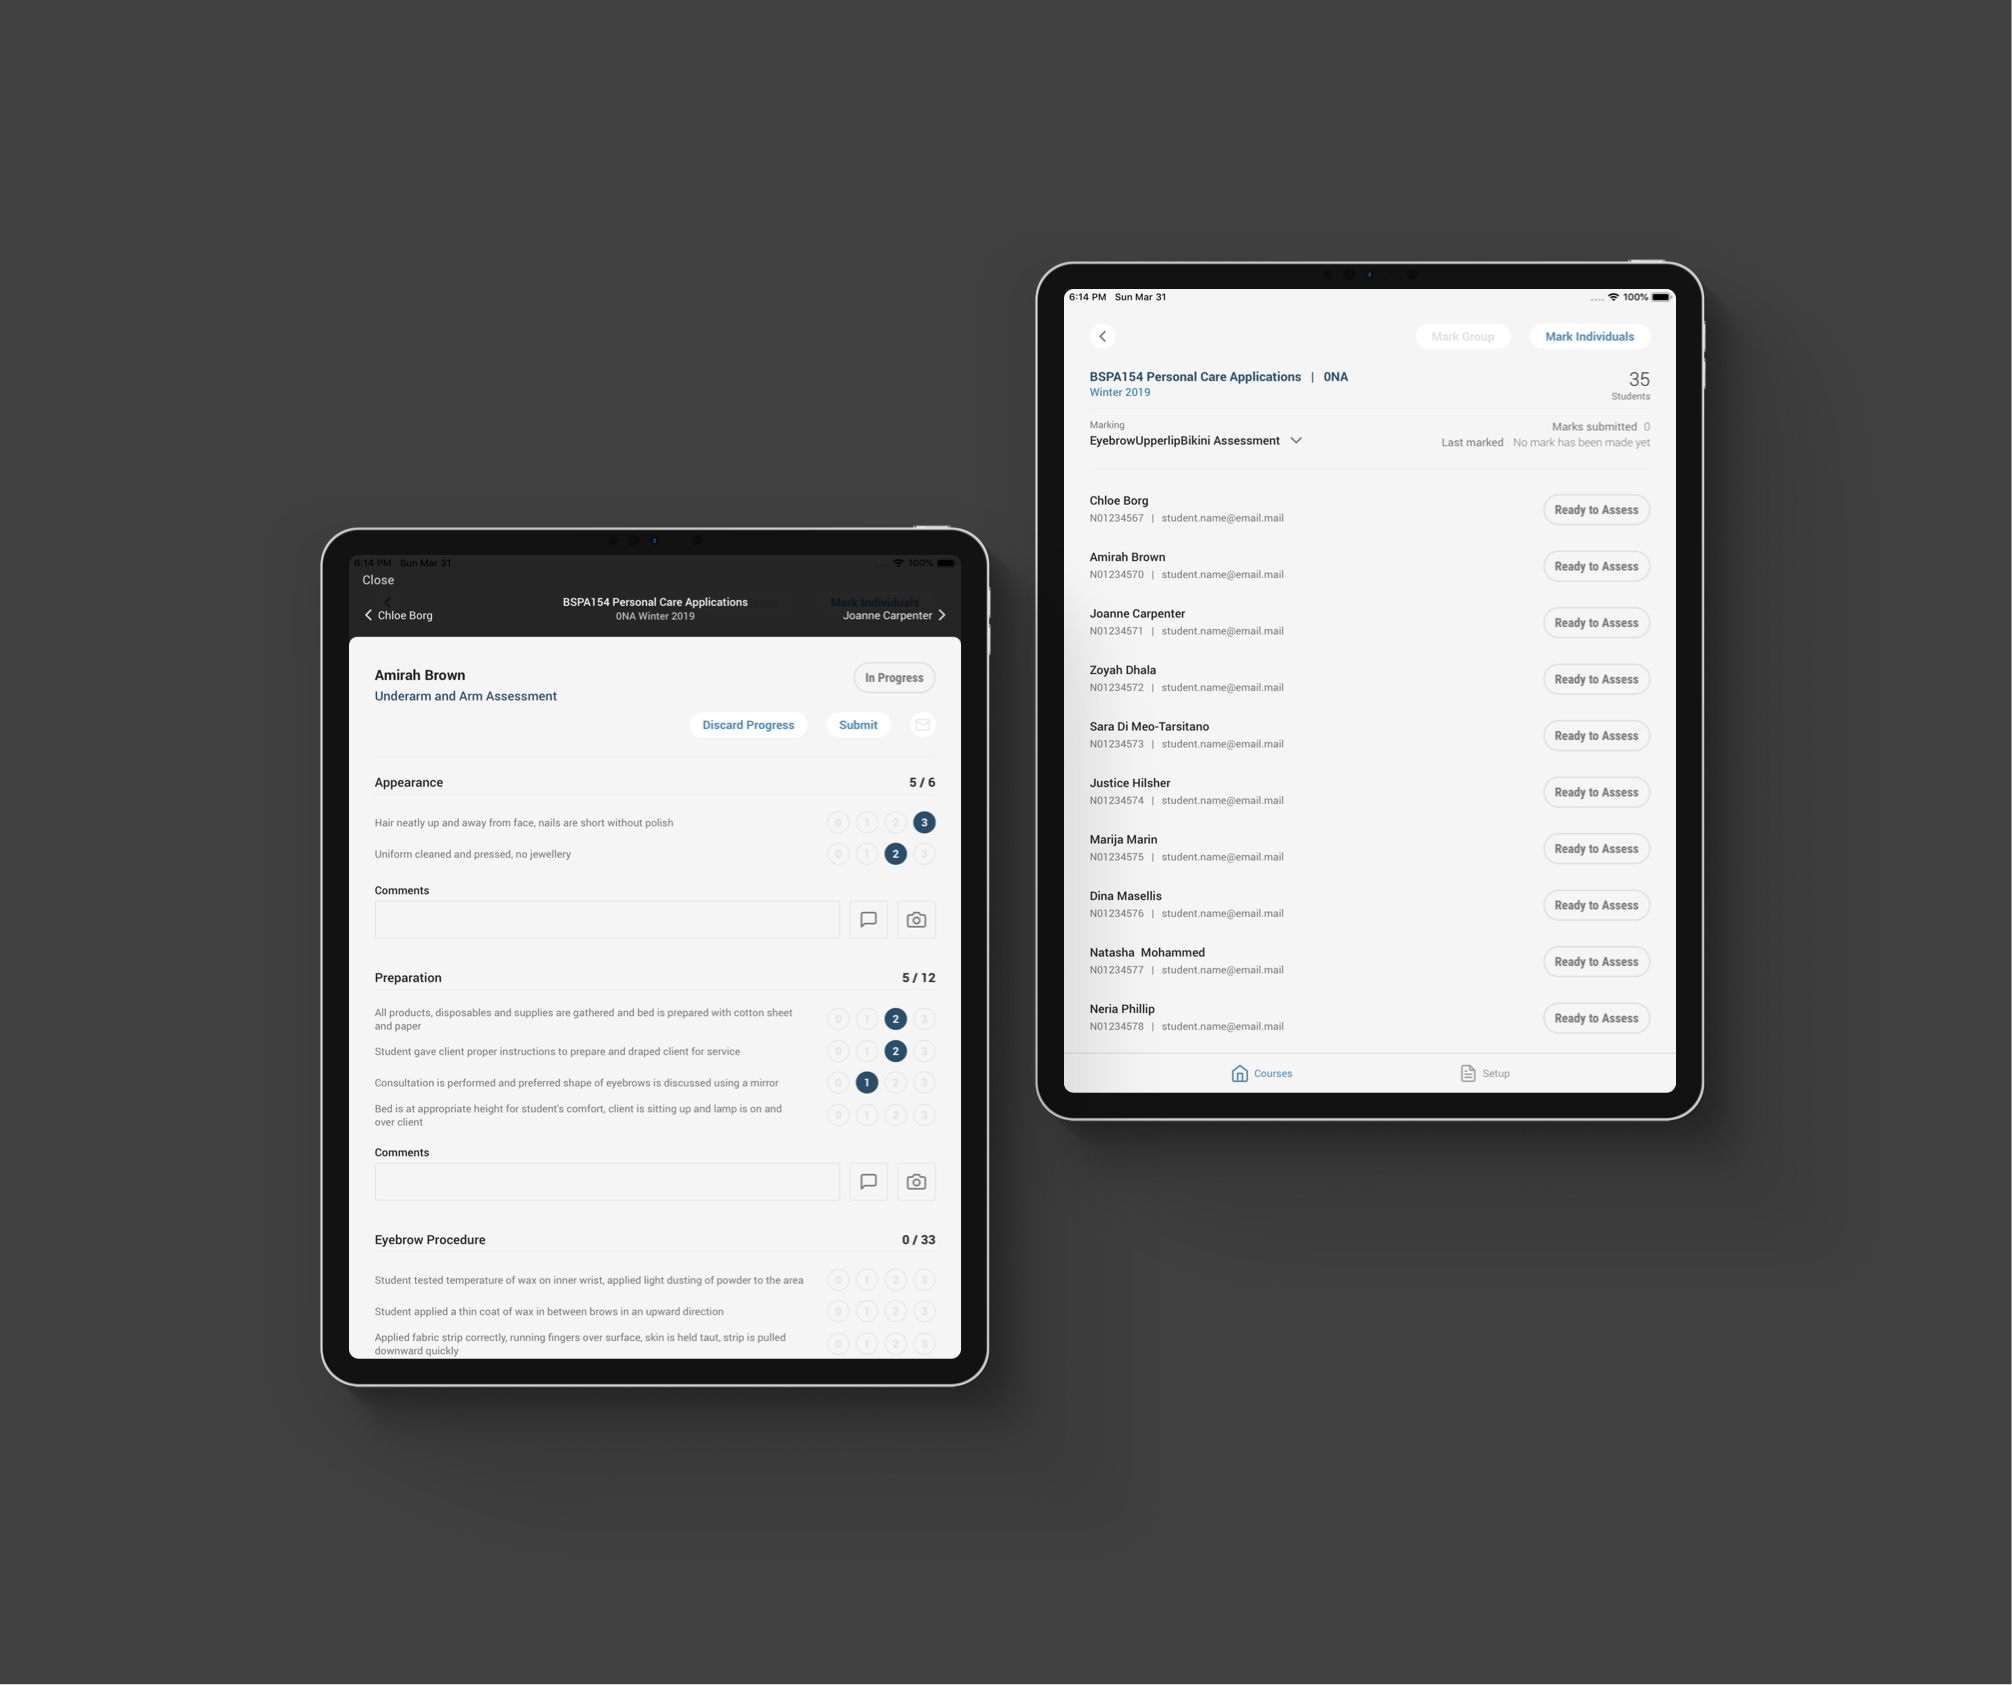 6:14 PM Sun Mar 31
100%
Close
Mark Individuals
BSPA154 Personal Care Applications
Chloe Borg
0NA Winter 2019
Joanne Carpenter
Amirah Brown
In Progress
Underarm and Arm Assessment
Discard Progress
Submit
Appearance
5 / 6
Hair neatly up and away from face, nails are short without polish
0 1 2 3
Uniform cleaned and pressed, no jewellery
0 1 2 3
Comments
Preparation
5 / 12
All products, disposables and supplies are gathered and bed is prepared with cotton sheet
and paper
0 1 2 3
Student gave client proper instructions to prepare and draped client for service
0 1 2 3
Consultation is performed and preferred shape of eyebrows is discussed using a mirror
0 1 2 3
Bed is at appropriate height for student's comfort, client is sitting up and lamp is on and
over client
0 1 2 3
Comments
Eyebrow Procedure
0 / 33
Student tested temperature of wax on inner wrist, applied light dusting of powder to the area
0 1 2 3
Student applied a thin coat of wax in between brows in an upward direction
0 1 2 3
Applied fabric strip correctly, running fingers over surface, skin is held taut, strip is pulled
downward quickly
0 1 2 3
6:14 PM Sun Mar 31
100%
Mark Group
Mark Individuals
BSPA154 Personal Care Applications | 0NA
Winter 2019
35
Students
Marking
EyebrowUpperlipBikini Assessment
Marks submitted 0
Last marked No mark has been made yet
Chloe Borg
N01234567 | student.name@email.mail
Ready to Assess
Amirah Brown
N01234570 | student.name@email.mail
Ready to Assess
Joanne Carpenter
N01234571 | student.name@email.mail
Ready to Assess
Zoyah Dhala
N01234572 | student.name@email.mail
Ready to Assess
Sara Di Meo-Tarsitano
N01234573 | student.name@email.mail
Ready to Assess
Justice Hilsher
N01234574 | student.name@email.mail
Ready to Assess
Marija Marin
N01234575 | student.name@email.mail
Ready to Assess
Dina Masellis
N01234576 | student.name@email.mail
Ready to Assess
Natasha Mohammed
N01234577 | student.name@email.mail
Ready to Assess
Neria Phillip
N01234578 | student.name@email.mail
Ready to Assess
Courses
Setup